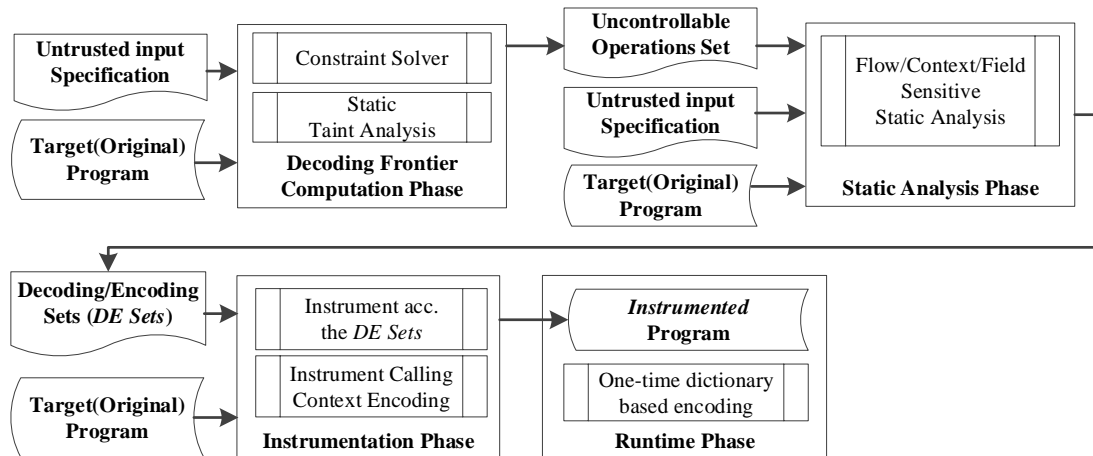 Untrusted input
Specification
Target(Original)
Program
Constraint Solver
Static
Taint Analysis
Decoding Frontier
Computation Phase
Uncontrollable
Operations Set
Untrusted input
Specification
Target(Original)
Program
Flow/Context/Field
Sensitive
Static Analysis
Static Analysis Phase
Decoding/Encoding
Sets (DE Sets)
Target(Original)
Program
Instrument acc.
the DE Sets
Instrument Calling
Context Encoding
Instrumentation Phase
Instrumented
Program
One-time dictionary
based encoding
Runtime Phase